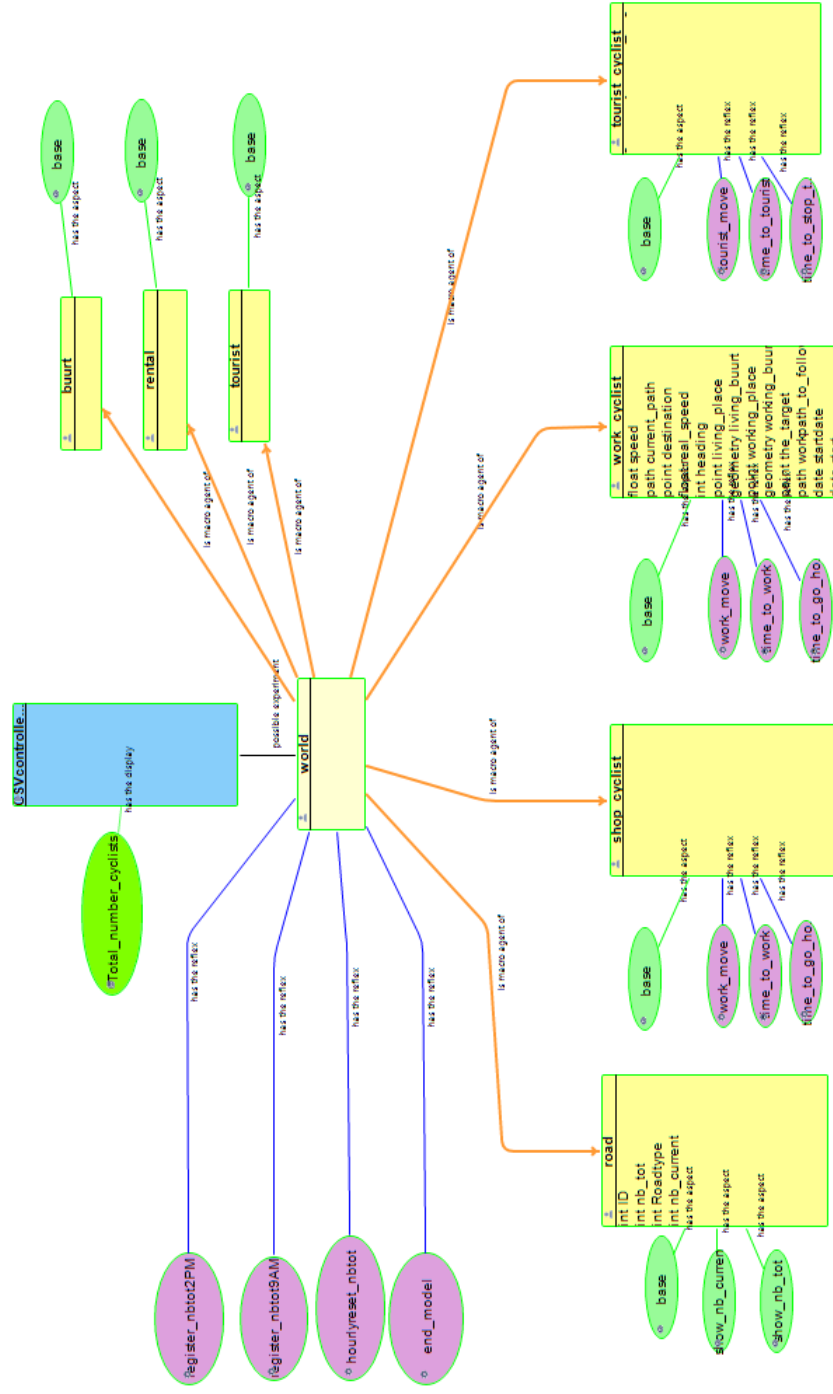 CSVcontrolle...
has the display
Total_number_cyclists
possible experiment
world
has the reflex
register_nbtot2PM
has the reflex
register_nbtot9AM
has the reflex
hourlyreset_nbtot
has the reflex
end_model
Is macro agent of
buurt
has the aspect
base
Is macro agent of
rental
has the aspect
base
Is macro agent of
tourist
has the aspect
base
Is macro agent of
road
int ID
int nb_tot
int Roadtype
int nb_current
has the aspect
base
has the aspect
show_nb_curren
has the aspect
show_nb_tot
Is macro agent of
shop_cyclist
has the aspect
base
has the reflex
work_move
has the reflex
time_to_work
has the reflex
time_to_go_ho
Is macro agent of
work_cyclist
float speed
path current_path
point destination
float real_speed
int heading
point living_place
geometry living_buurt
point working_place
geometry working_buur
point the_target
path workpath_to_follo
date startdate
base
work_move
time_to_work
time_to_go_ho
Is macro agent of
tourist_cyclist
has the aspect
base
has the reflex
tourist_move
has the reflex
time_to_tourist
has the reflex
time_to_stop_t...